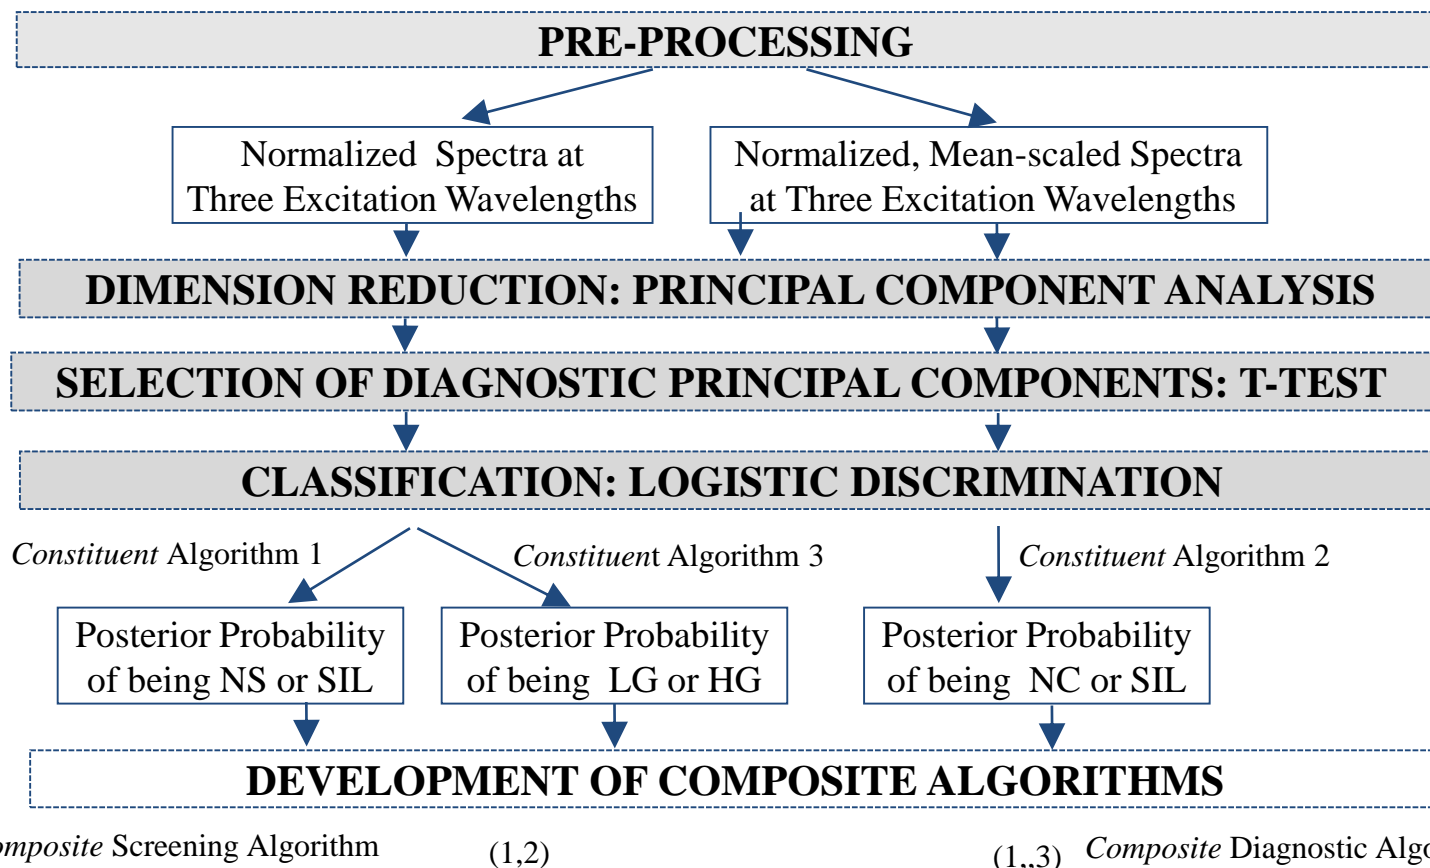 PRE-PROCESSING
Normalized Spectra at
Three Excitation Wavelengths
Normalized, Mean-scaled Spectra
at Three Excitation Wavelengths
DIMENSION REDUCTION: PRINCIPAL COMPONENT ANALYSIS
SELECTION OF DIAGNOSTIC PRINCIPAL COMPONENTS: T-TEST
CLASSIFICATION: LOGISTIC DISCRIMINATION
Constituent Algorithm 1
Constituent Algorithm 3
Constituent Algorithm 2
Posterior Probability
of being NS or SIL
Posterior Probability
of being LG or HG
Posterior Probability
of being NC or SIL
DEVELOPMENT OF COMPOSITE ALGORITHMS
Screening Algorithm
(1,2)
(1,,3)
Composite Diagnostic